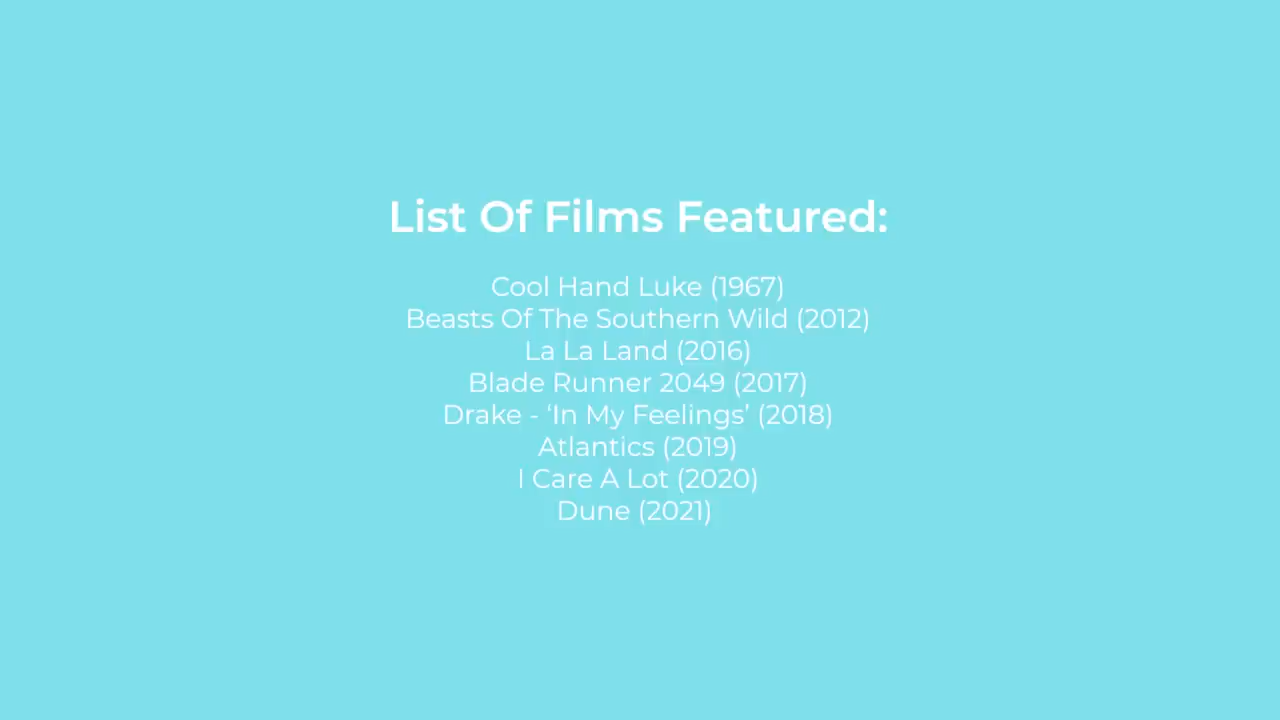 List Of Films Featured:
Cool Hand Luke (1967)
Beasts Of The Southern Wild (2012)
La La Land (2016)
Blade Runner 2049 (2017)
Drake - ‘In My Feelings’ (2018)
Atlantics (2019)
I Care A Lot (2020)
Dune (2021)